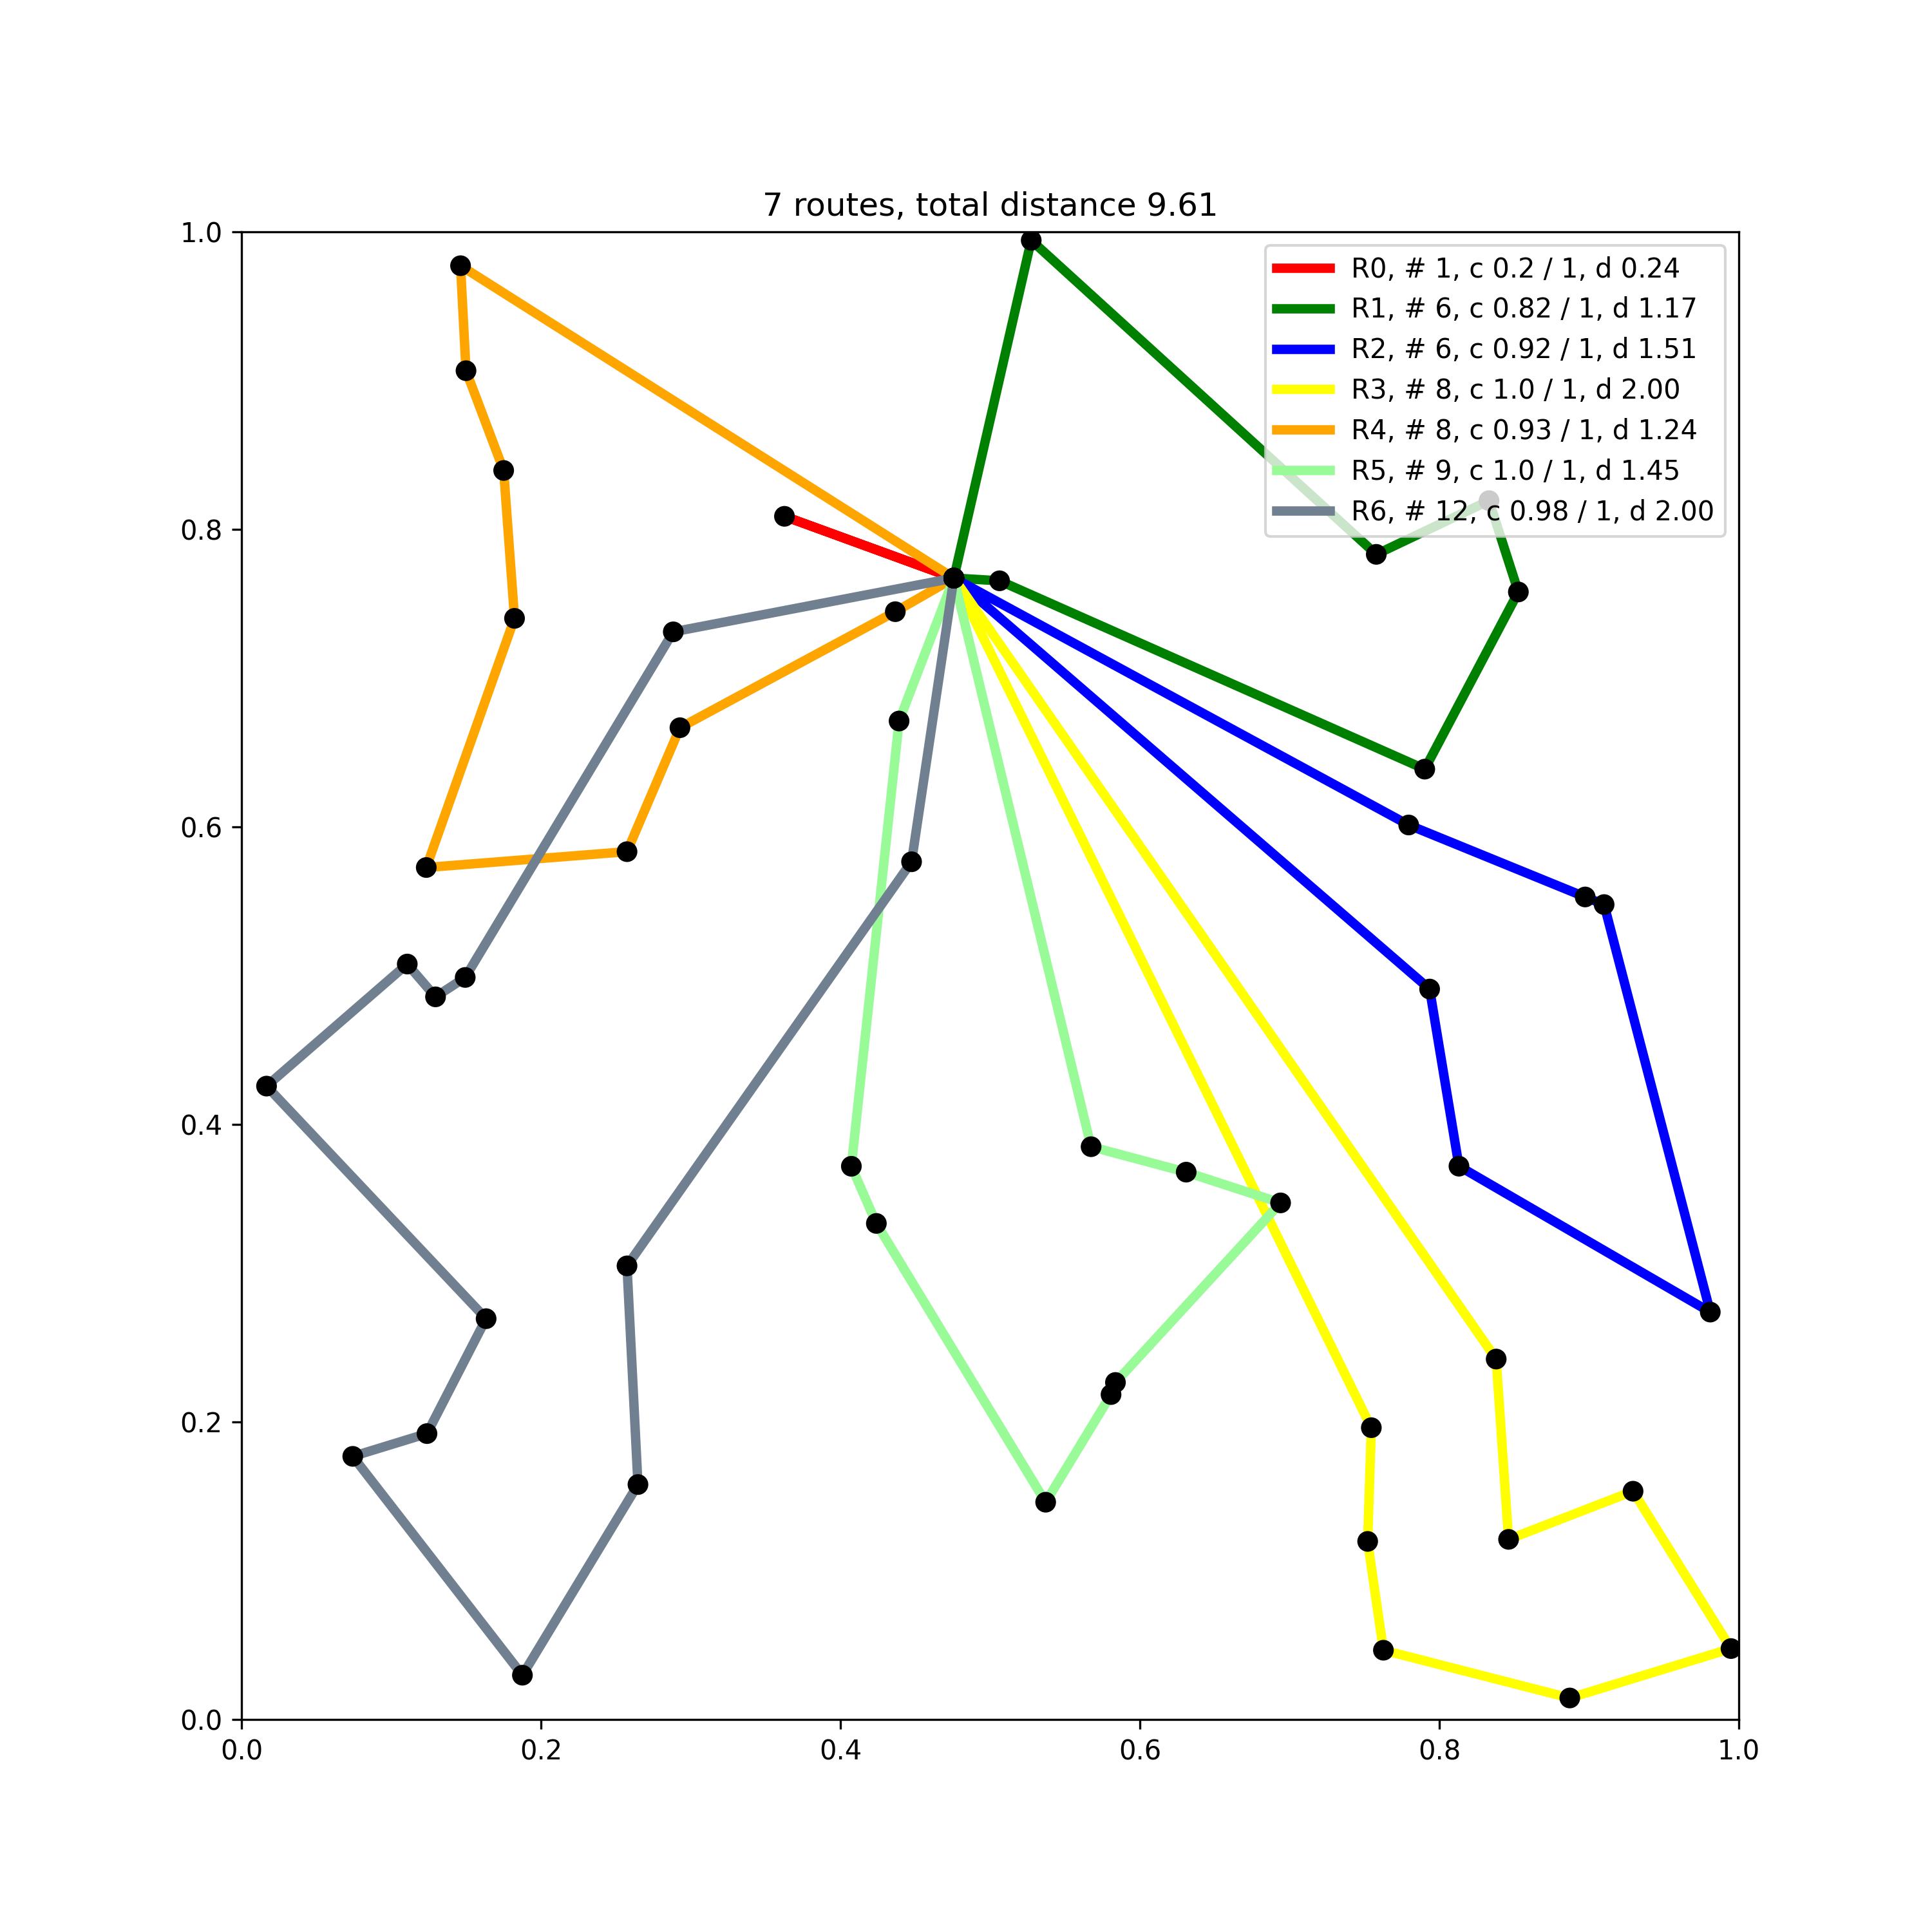 7 routes, total distance 9.61
1.0
0.8
0.6
0.4
0.2
0.0
R0, # 1, c 0.2 / 1, d 0.24
R1, # 6, c 0.82 / 1, d 1.17
R2, # 6, c 0.92 / 1, d 1.51
R3, # 8, c 1.0 / 1, d 2.00
R4, # 8, c 0.93 / 1, d 1.24
R5, # 9, c 1.0 / 1, d 1.45
R6, # 12, c 0.98 / 1, d 2.00
0.0 0.2 0.4 0.6 0.8 1.0